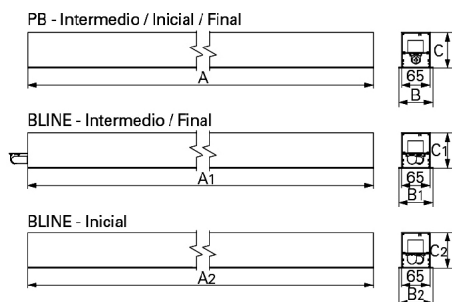 PB - Intermedio / Inicial / Final
C
65
A
B
BLINE - Intermedio / Final
C1
65
A1
B1
BLINE - Inicial
C2
65
A2
B2